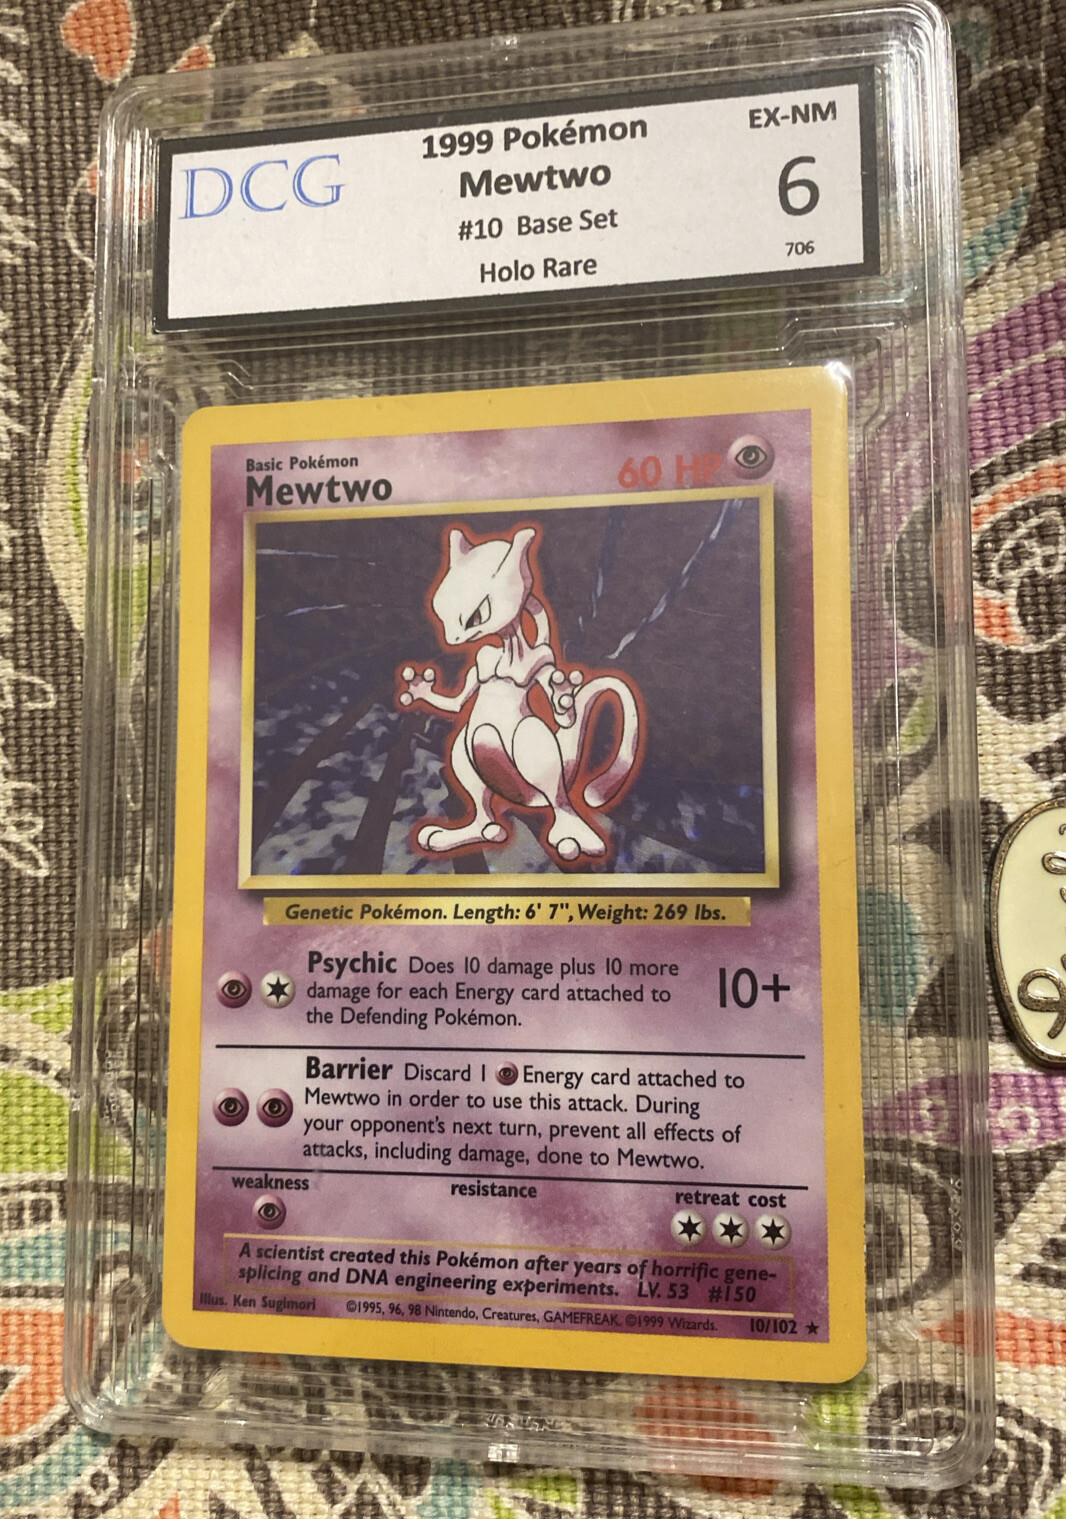 DCG
1999 Pokémon
Mewtwo
#10 Base Set
Holo Rare
EX-NM
6
706
Basic Pokémon
Mewtwo
60 HP
Genetic Pokémon. Length: 6' 7", Weight: 269 lbs.
Psychic Does 10 damage plus 10 more
damage for each Energy card attached to
the Defending Pokémon.
10+
Barrier Discard 1 Energy card attached to
Mewtwo in order to use this attack. During
your opponent's next turn, prevent all effects of
attacks, including damage, done to Mewtwo.
weakness
resistance
retreat cost
A scientist created this Pokémon after years of horrific gene-
splicing and DNA engineering experiments. LV. 53 #150
Illus. Ken Sugimori ©1995, 96, 98 Nintendo, Creatures, GAMEFREAK. ©1999 Wizards. 10/102 ★